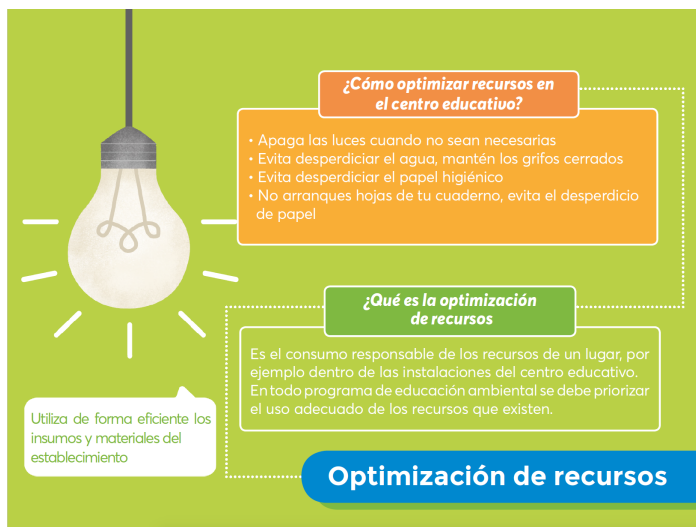 ¿Cómo optimizar recursos en
el centro educativo?
• Apaga las luces cuando no sean necesarias
• Evita desperdiciar el agua, mantén los grifos cerrados
• Evita desperdiciar el papel higiénico
• No arranques hojas de tu cuaderno, evita el desperdicio
de papel
¿Qué es la optimización
de recursos
Es el consumo responsable de los recursos de un lugar, por
ejemplo dentro de las instalaciones del centro educativo.
En todo programa de educación ambiental se debe priorizar
el uso adecuado de los recursos que existen.
Utiliza de forma eficiente los
insumos y materiales del
establecimiento
Optimización de recursos